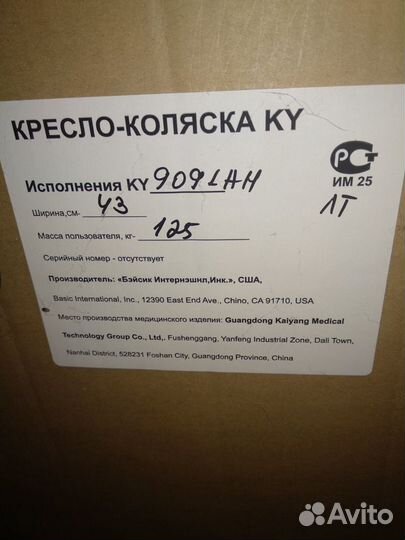 КРЕСЛО-КОЛЯСКА KY
РСТ
ИМ 25
Исполнения KY 909LAH
ЛТ
Ширина,см- 43
Масса пользователя, кг- 125
Серийный номер - отсутствует
Производитель: «Бэйсик Интернэшнл,Инк.», США,
Basic International, Inc., 12390 East End Ave., Chino, CA 91710, USA
Место производства медицинского изделия: Guangdong Kaiyang Medical
Technology Group Co., Ltd,. Fushenggang, Yanfeng Industrial Zone, Dali Town,
Nanhai District, 528231 Foshan City, Guangdong Province, China
Avito